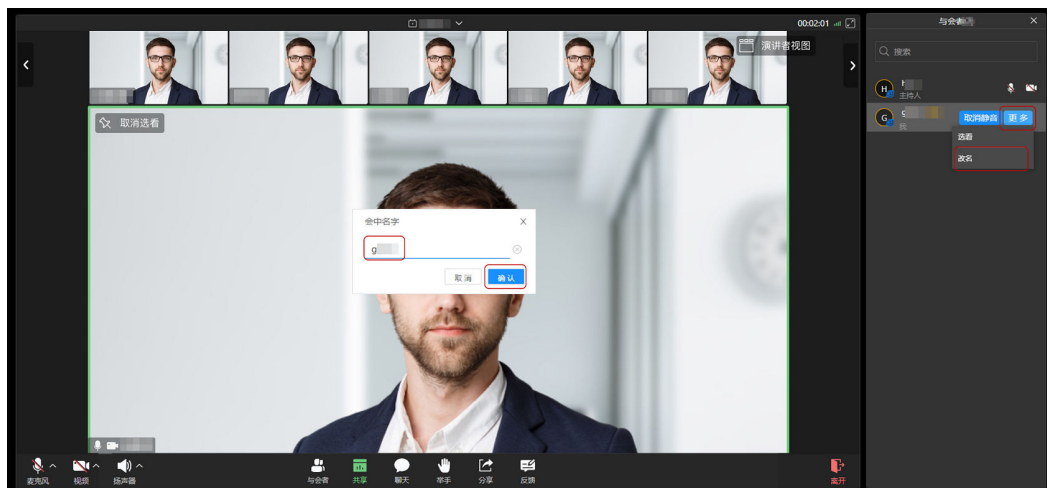 00:02:01
演讲者视图
取消选看
会中名字
g
取消
确认
麦克风
视频
扬声器
与会者
共享
聊天
举手
分享
反馈
离开
与会者
搜索
H
h
主持人
G
g
我
取消静音
更多
选看
改名